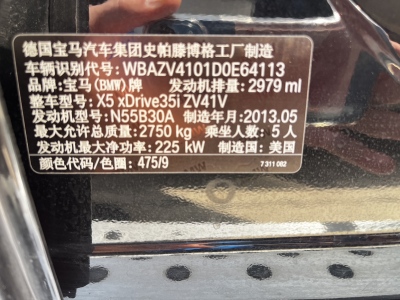 德国宝马汽车集团史帕滕博格工厂制造
车辆识别代号: WBAZV4101D0E64113
品牌: 宝马(BMW)牌 发动机排量: 2979 ml
整车型号: X5 xDrive35i ZV41V
发动机型号: N55B30A 制造年月: 2013.05
最大允许总质量: 2750 kg 乘坐人数: 5 人
发动机最大净功率: 225 kW 制造国: 美国
颜色代码/色圈: 475/9
7 311 082